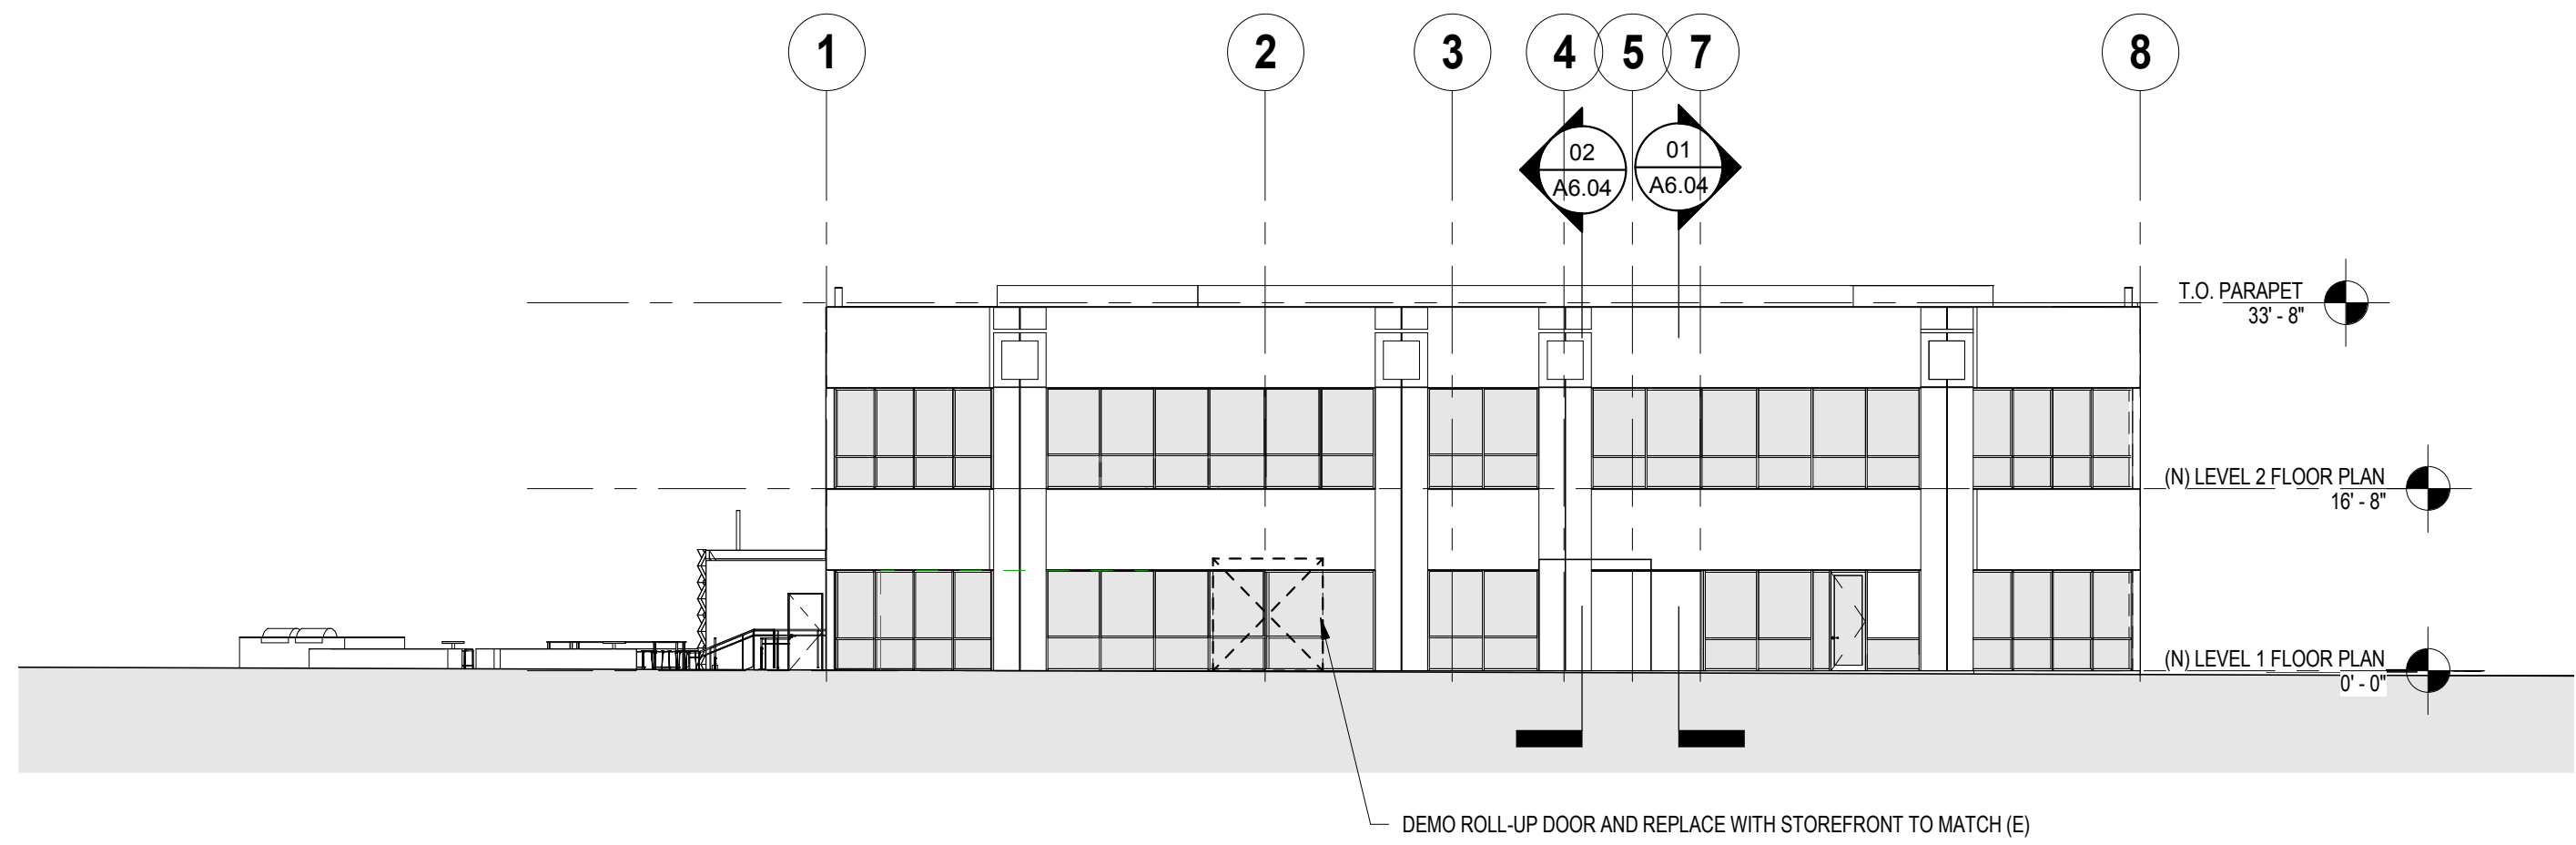 1
2
3
4
5
7
8
02
A6.04
01
A6.04
T.O. PARAPET
33' - 8"
(N) LEVEL 2 FLOOR PLAN
16' - 8"
(N) LEVEL 1 FLOOR PLAN
0' - 0"
DEMO ROLL-UP DOOR AND REPLACE WITH STOREFRONT TO MATCH (E)